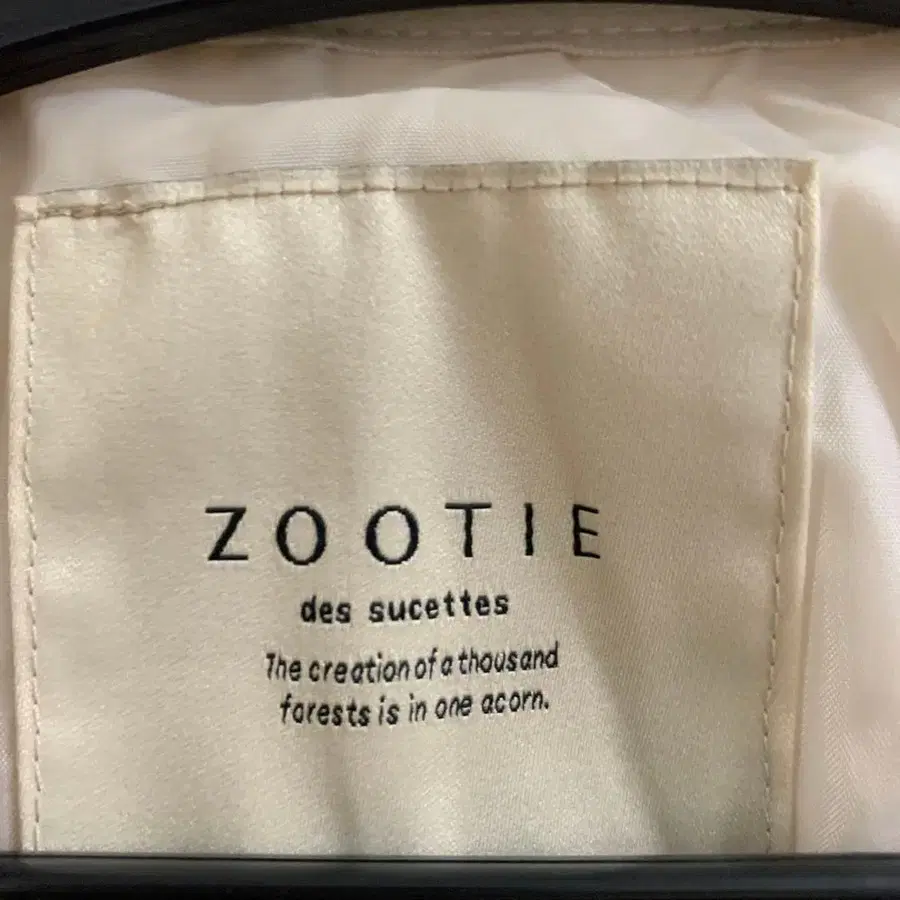 ZOOTIE
des sucettes
The creation of a thousand
forests is in one acorn.